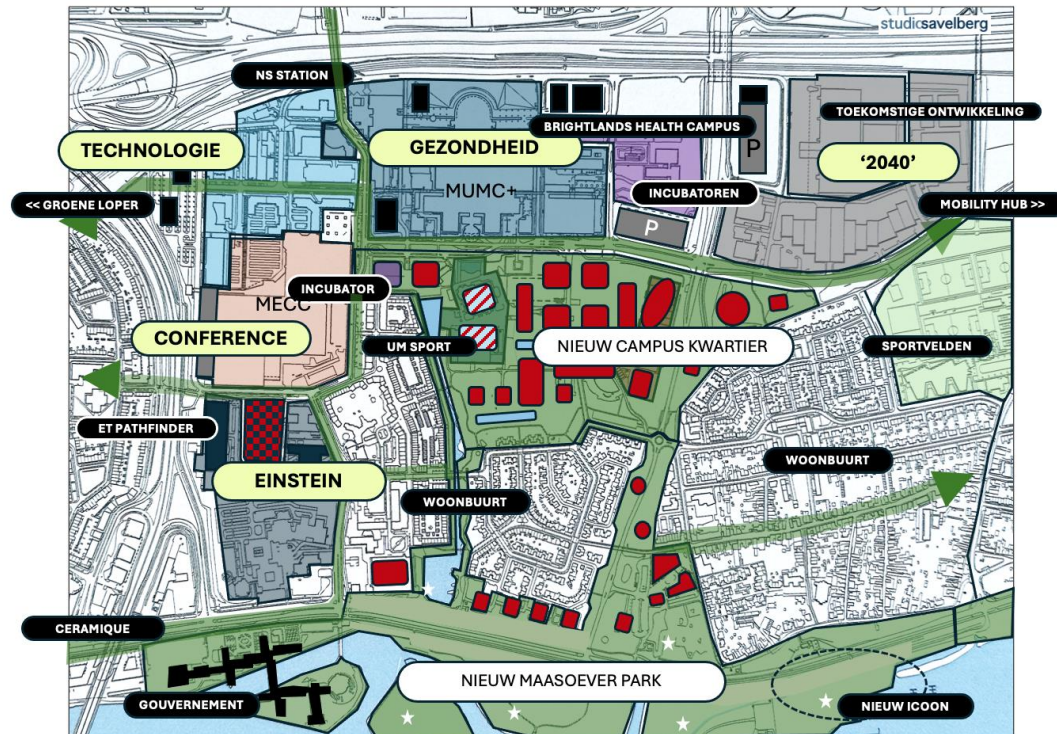 studiosavelberg
NS STATION
TOEKOMSTIGE ONTWIKKELING
BRIGHTLANDS HEALTH CAMPUS
TECHNOLOGIE
GEZONDHEID
P
'2040'
MUMC+
INCUBATOREN
<< GROENE LOPER
MOBILITY HUB >>
P
INCUBATOR
MECC
CONFERENCE
UM SPORT
NIEUW CAMPUS KWARTIER
SPORTVELDEN
ET PATHFINDER
WOONBUURT
EINSTEIN
WOONBUURT
CERAMIQUE
NIEUW MAASOEVER PARK
GOUVERNEMENT
NIEUW ICOON